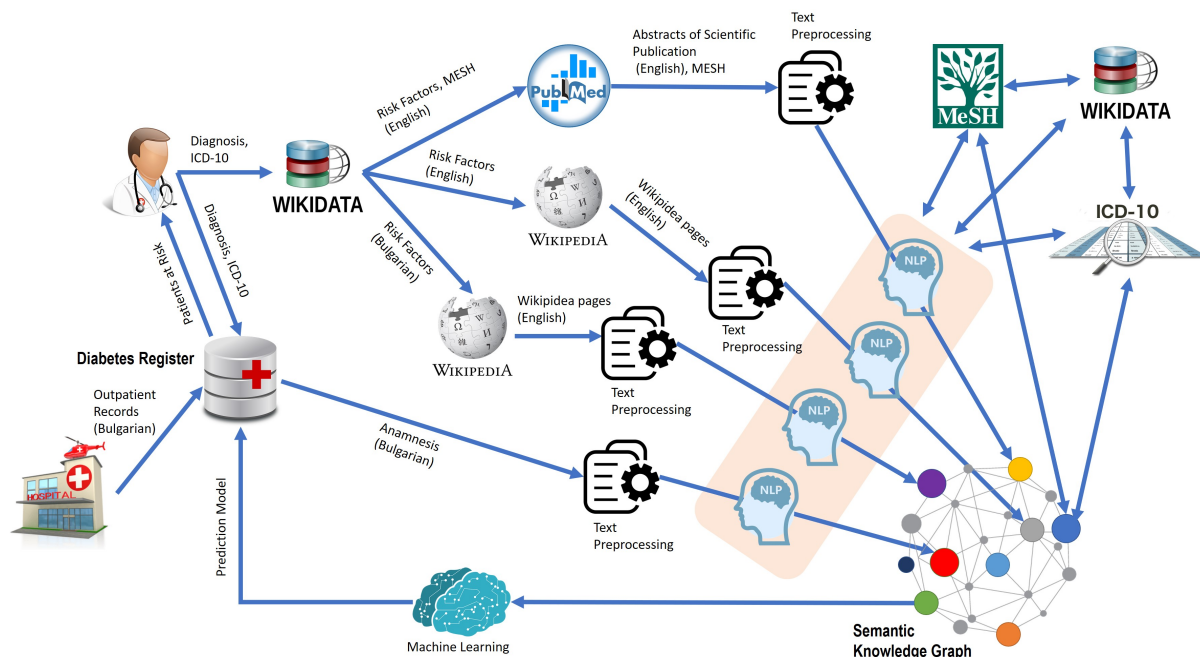 Text
Preprocessing
Abstracts of Scientific
Publication
(English), MESH
Risk Factors, MESH
(English)
PubMed
MeSH
WIKIDATA
Diagnosis,
ICD-10
WIKIDATA
Risk Factors
(English)
WIKIPEDIA
Wikipidea pages
(English)
ICD-10
Diagnosois, ICD-10
Patients at Risk
Risk Factors
(Bulgarian)
NLP
Wikipidea pages
(English)
WIKIPEDIA
Text
Preprocessing
NLP
Diabetes Register
Text
Preprocessing
NLP
Outpatient
Records
(Bulgarian)
Anamnesis
(Bulgarian)
HOSPITAL
NLP
Text
Preprocessing
Prediction Model
Machine Learning
Semantic
Knowledge Graph